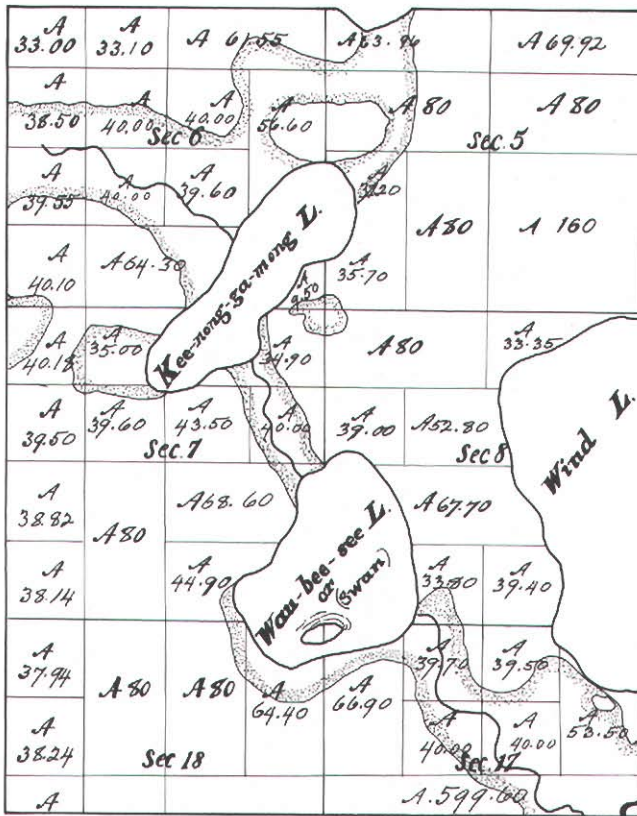 A 33.00
A 33.10
A 61.55
A 63.96
A 69.92
A 38.50
A 40.00
A 40.00
A 56.60
A 80
A 80
Sec 6
Sec. 5
A 39.55
A 40.00
A 39.60
A
A 80
A 160
A 40.10
A 64.30
Kee-nong-ga-mong L.
A 9.50
A 35.70
A 40.18
A 35.00
A 34.90
A 80
A 33.35
A 39.50
A 39.60
A 43.50
A 40.00
A 39.00
A 52.80
Wind L.
Sec. 7
Sec 8
A 38.82
A 80
A 68.60
A 67.70
A 38.14
A 44.90
Wau-bee-see L.
or
(Swan)
A 33.80
A 39.40
A 37.94
A 80
A 80
A 64.40
A 66.90
A 39.70
A 39.50
A 38.24
A 40.00
A 40.00
A 53.50
Sec 18
Sec. 17
A
A. 599.60